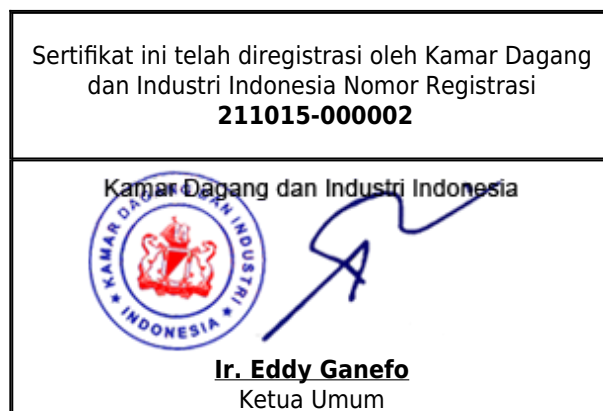 Sertifikat ini telah diregistrasi oleh Kamar Dagang
dan Industri Indonesia Nomor Registrasi
211015-000002
Kamar Dagang dan Industri Indonesia
KAMAR DAGANG DAN INDUSTRI
INDONESIA
Ir. Eddy Ganefo
Ketua Umum